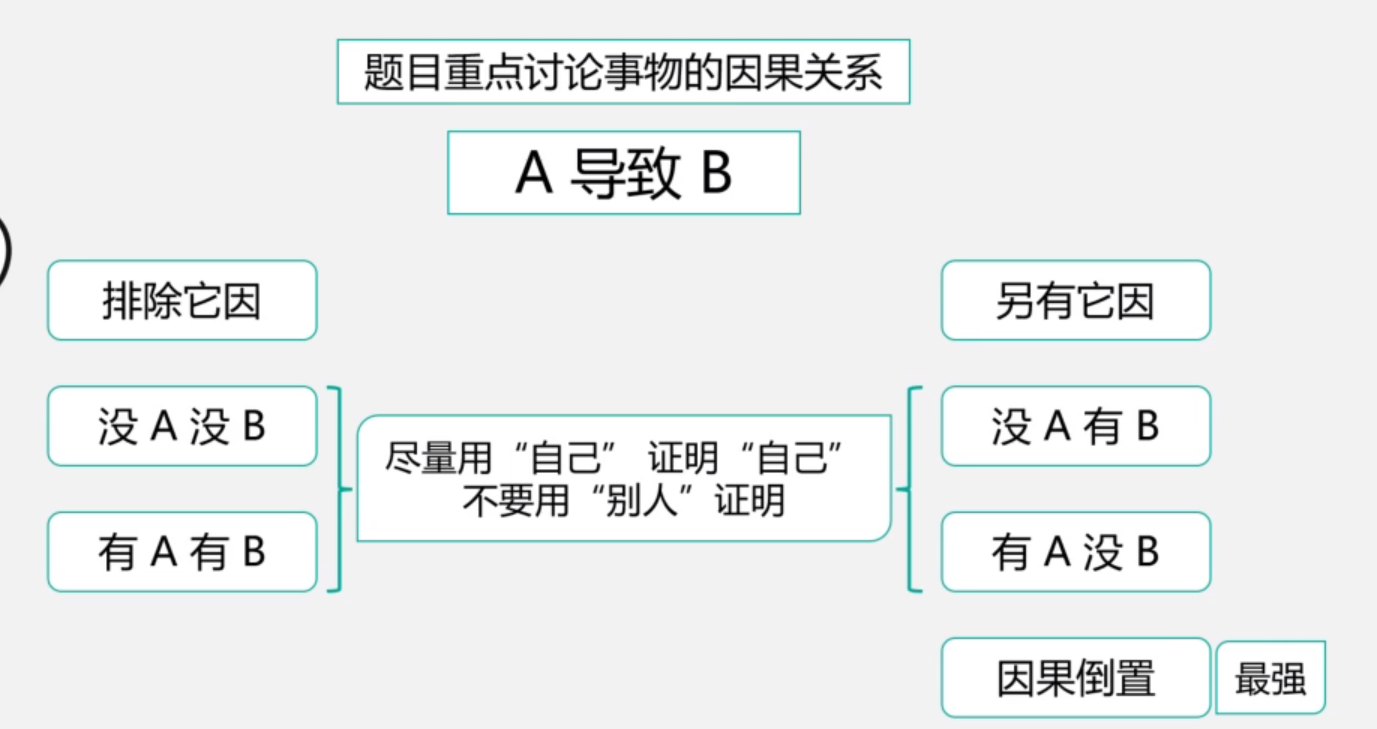 题目重点讨论事物的因果关系
A 导致 B
排除它因
另有它因
没 A 没 B
没 A 有 B
尽量用“自己” 证明“自己”
不要用“别人”证明
有 A 有 B
有 A 没 B
因果倒置
最强